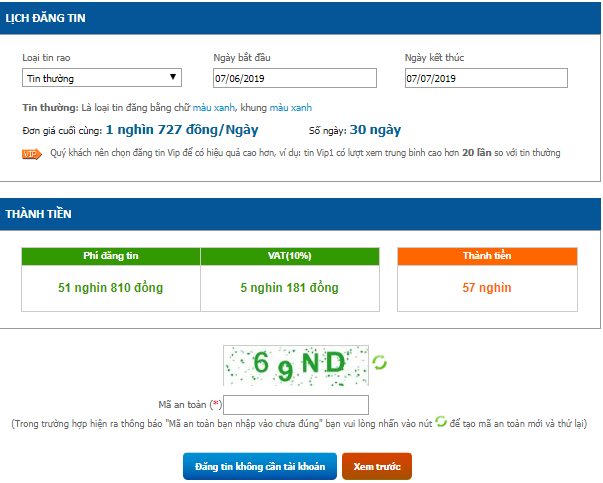 LỊCH ĐĂNG TIN
Loại tin rao Ngày bắt đầu Ngày kết thúc
Tin thường 07/06/2019 07/07/2019
Tin thường: Là loại tin đăng bằng chữ màu xanh, khung màu xanh
Đơn giá cuối cùng: 1 nghìn 727 đồng/Ngày Số ngày: 30 ngày
VIP Quý khách nên chọn đăng tin Vip để có hiệu quả cao hơn, ví dụ: tin Vip1 có lượt xem trung bình cao hơn 20 lần so với tin thường
THÀNH TIỀN
Phí đăng tin VAT(10%) Thành tiền
51 nghìn 810 đồng 5 nghìn 181 đồng 57 nghìn
69ND
Mã an toàn (*)
(Trong trường hợp hiện ra thông báo "Mã an toàn bạn nhập vào chưa đúng" bạn vui lòng nhấn vào nút để tạo mã an toàn mới và thử lại)
Đăng tin không cần tài khoản Xem trước